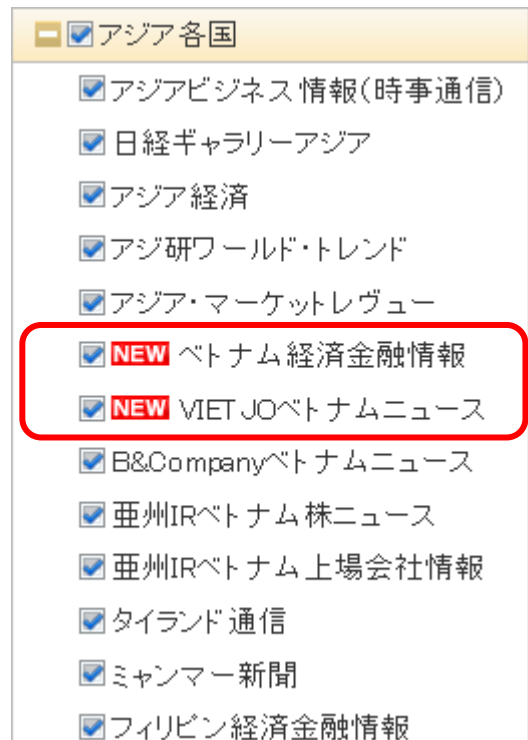 アジア各国
アジアビジネス情報(時事通信)
日経ギャラリーアジア
アジア経済
アジ研ワールド・トレンド
アジア・マーケットレヴュー
NEW ベトナム経済金融情報
NEW VIETJOベトナムニュース
B&Companyベトナムニュース
亜州IRベトナム株ニュース
亜州IRベトナム上場会社情報
タイランド通信
ミャンマー新聞
フィリピン経済金融情報